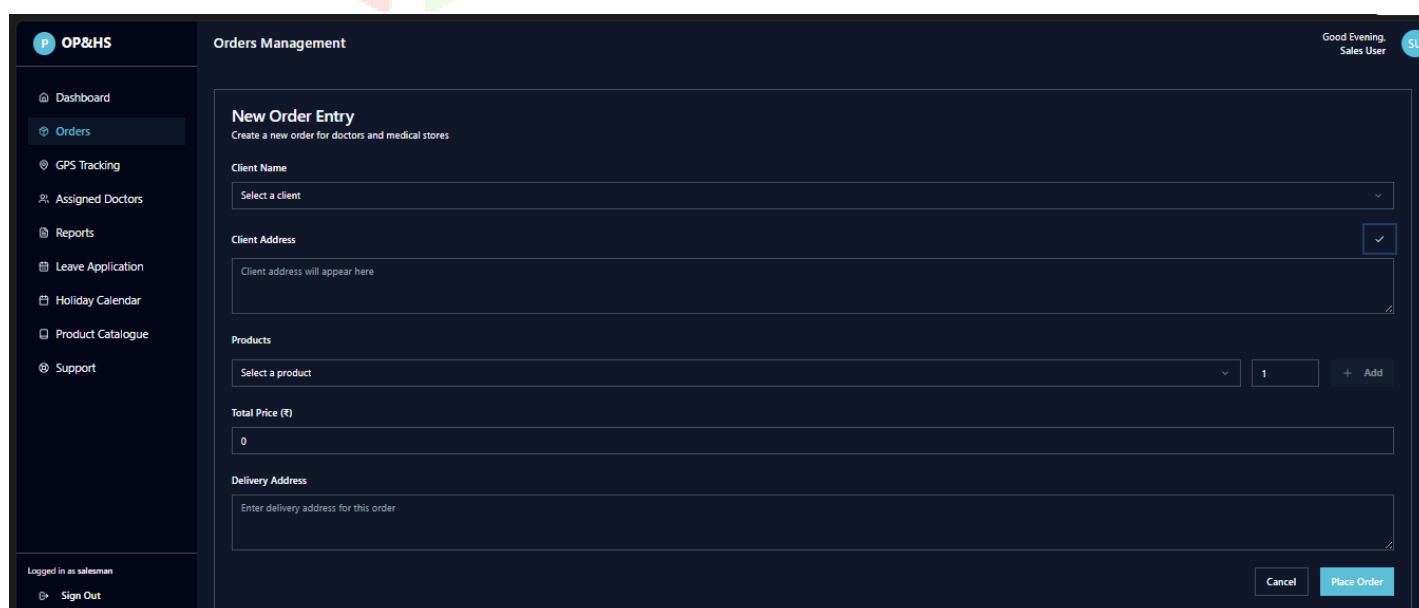 P OP&HS
Orders Management
Good Evening,
Sales User
SU
Dashboard
Orders
GPS Tracking
Assigned Doctors
Reports
Leave Application
Holiday Calendar
Product Catalogue
Support
Logged in as salesman
Sign Out
New Order Entry
Create a new order for doctors and medical stores
Client Name
Select a client
Client Address
Client address will appear here
Products
Select a product
1
+ Add
Total Price (₹)
0
Delivery Address
Enter delivery address for this order
Cancel
Place Order